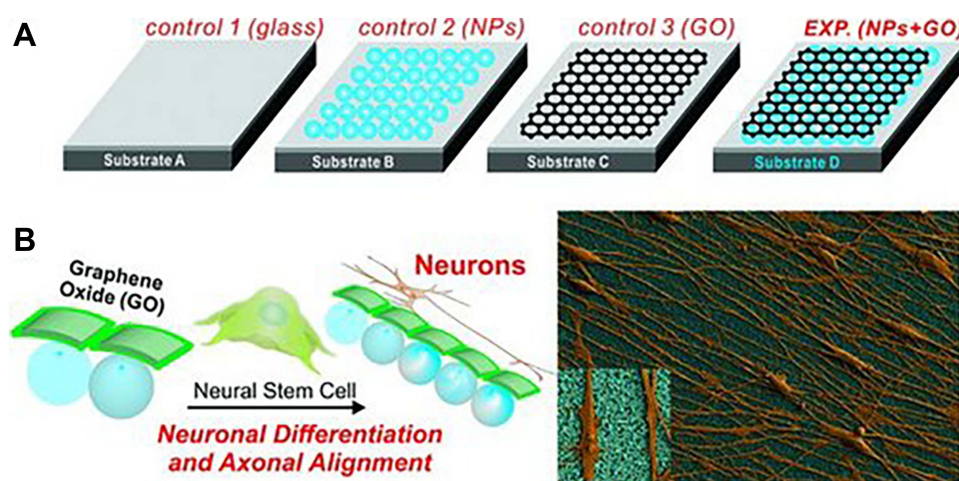 A
control 1 (glass)
control 2 (NPs)
control 3 (GO)
EXP. (NPs+GO)
Substrate A
Substrate B
Substrate C
Substrate D
B
Graphene
Oxide (GO)
Neurons
Neural Stem Cell
Neuronal Differentiation
and Axonal Alignment